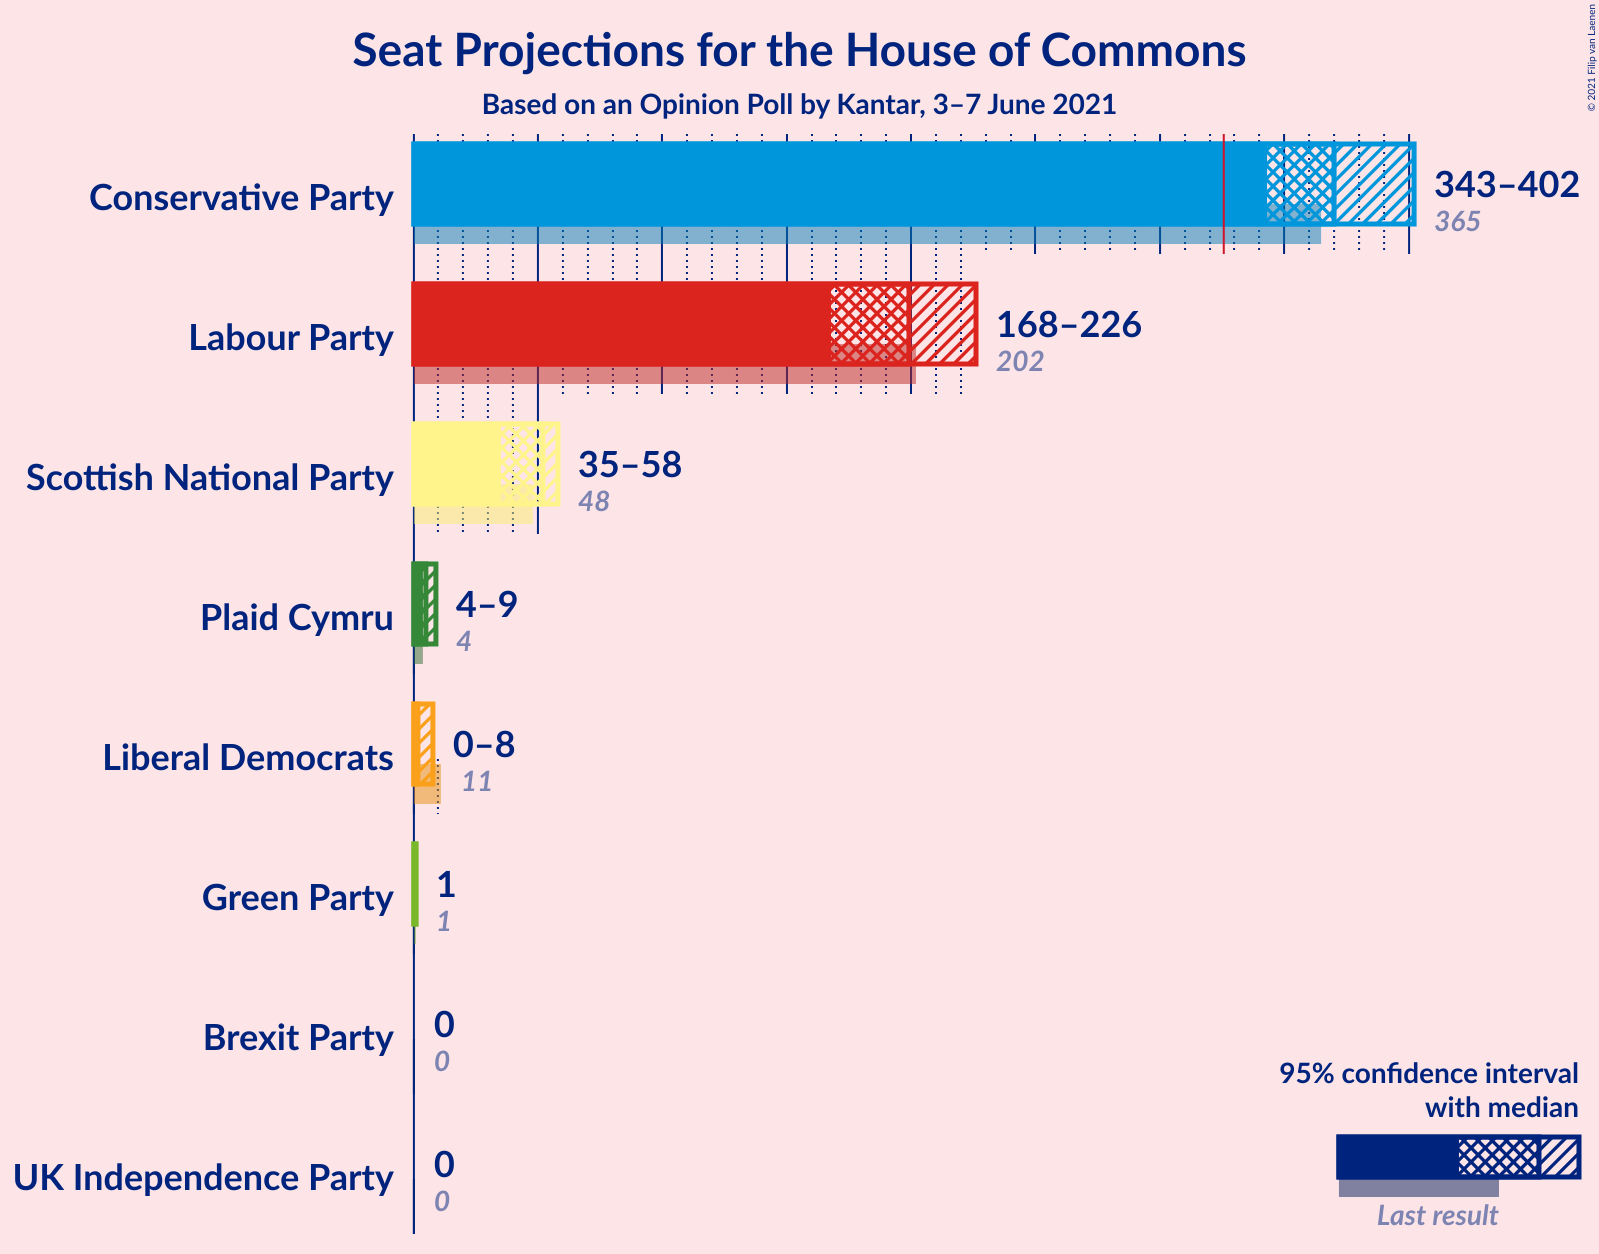 Seat Projections for the House of Commons
Based on an Opinion Poll by Kantar, 3–7 June 2021
© 2021 Filip van Laenen
Conservative Party
343–402
365
Labour Party
168–226
202
Scottish National Party
35–58
48
Plaid Cymru
4–9
4
Liberal Democrats
0–8
11
Green Party
1
1
Brexit Party
0
0
UK Independence Party
0
0
95% confidence interval
with median
Last result